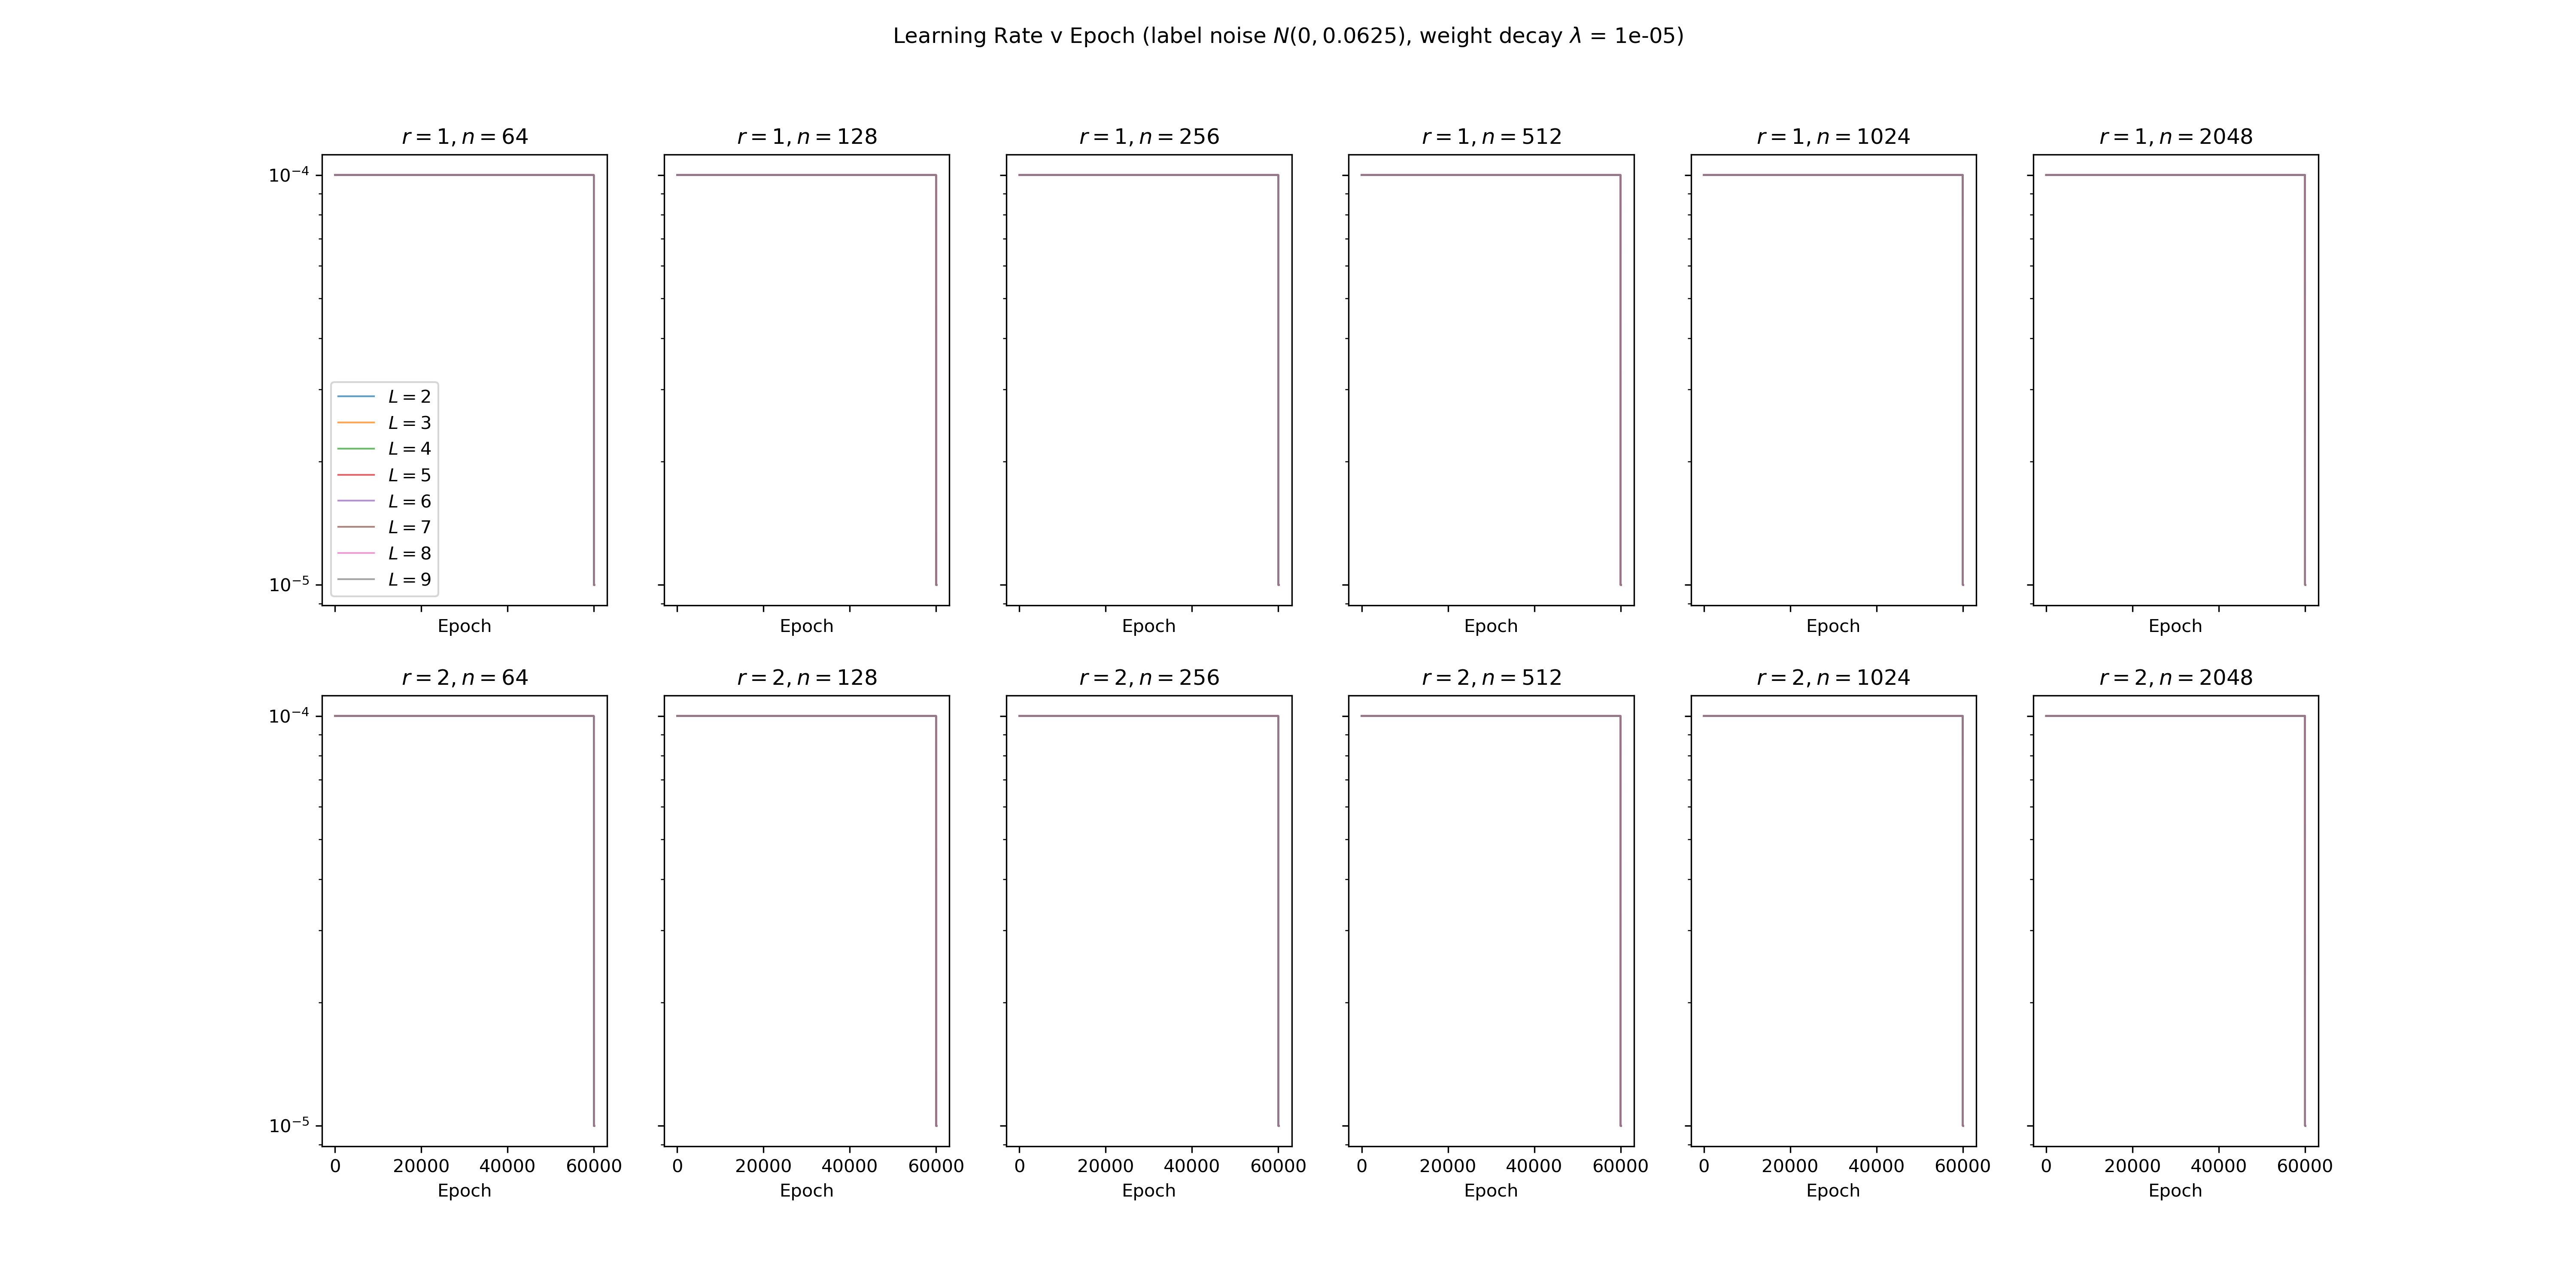 Learning Rate v Epoch (label noise N(0, 0.0625), weight decay λ = 1e-05)
r = 1, n = 64
r = 1, n = 128
r = 1, n = 256
r = 1, n = 512
r = 1, n = 1024
r = 1, n = 2048
10⁻⁴
10⁻⁵
L = 2
L = 3
L = 4
L = 5
L = 6
L = 7
L = 8
L = 9
Epoch
Epoch
Epoch
Epoch
Epoch
Epoch
r = 2, n = 64
r = 2, n = 128
r = 2, n = 256
r = 2, n = 512
r = 2, n = 1024
r = 2, n = 2048
10⁻⁴
10⁻⁵
0 20000 40000 60000
0 20000 40000 60000
0 20000 40000 60000
0 20000 40000 60000
0 20000 40000 60000
0 20000 40000 60000
Epoch
Epoch
Epoch
Epoch
Epoch
Epoch